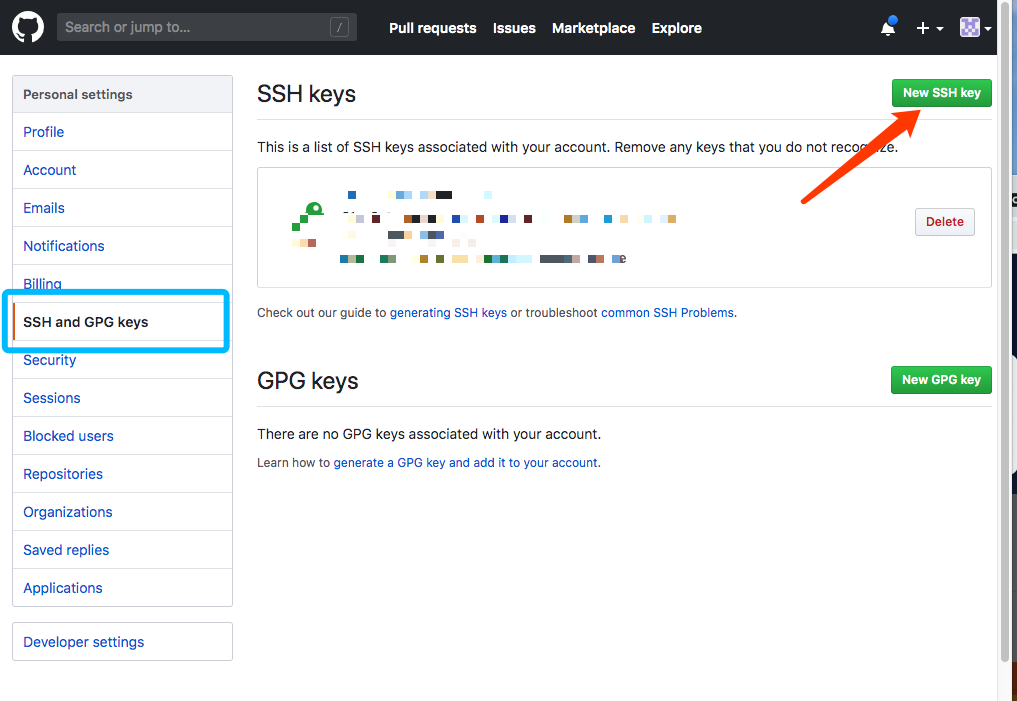 Search or jump to... /
Pull requests Issues Marketplace Explore
Personal settings
Profile
Account
Emails
Notifications
Billing
SSH and GPG keys
Security
Sessions
Blocked users
Repositories
Organizations
Saved replies
Applications
Developer settings
SSH keys
New SSH key
This is a list of SSH keys associated with your account. Remove any keys that you do not recognize.
Delete
Check out our guide to generating SSH keys or troubleshoot common SSH Problems.
GPG keys
New GPG key
There are no GPG keys associated with your account.
Learn how to generate a GPG key and add it to your account.